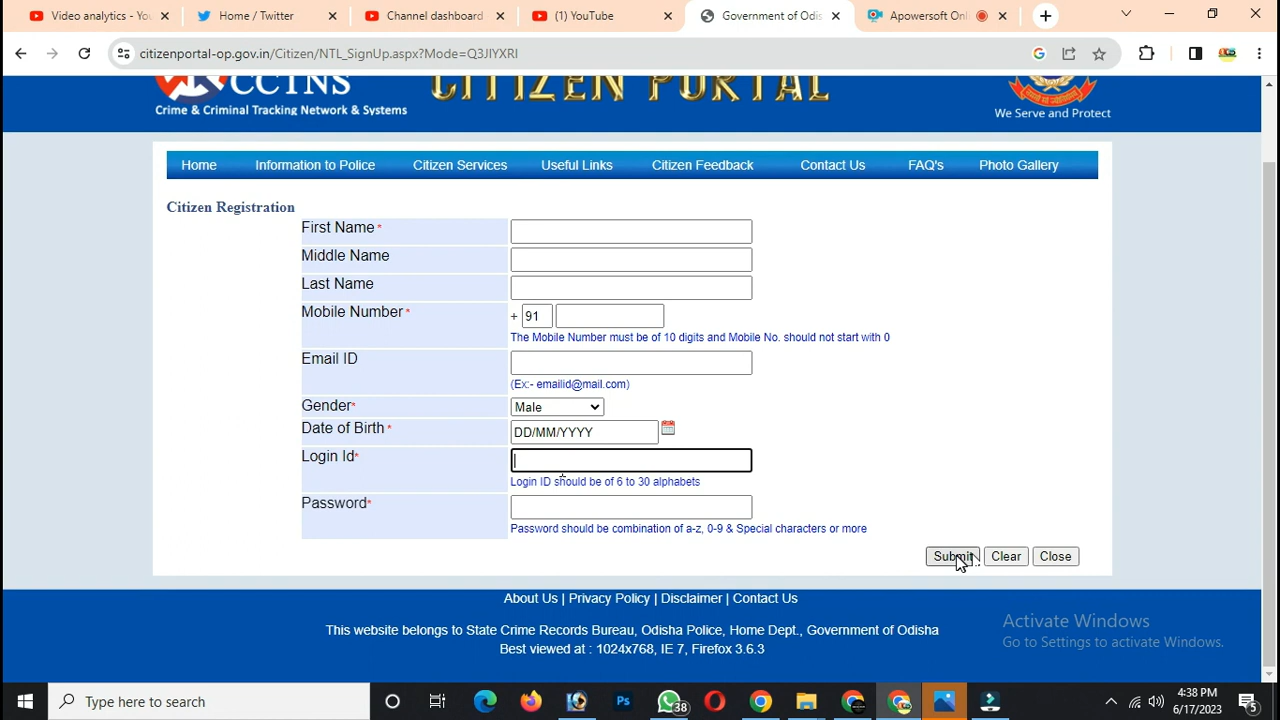 Video analytics - Yo
Home / Twitter
Channel dashboard
(1) YouTube
Government of Odis
Apowersoft Onl
citizenportal-op.gov.in/Citizen/NTL_SignUp.aspx?Mode=Q3JlYXRl
CCTNS
Crime & Criminal Tracking Network & Systems
CITIZEN PORTAL
We Serve and Protect
Home Information to Police Citizen Services Useful Links Citizen Feedback Contact Us FAQ's Photo Gallery
Citizen Registration
First Name *
Middle Name
Last Name
Mobile Number * + 91
The Mobile Number must be of 10 digits and Mobile No. should not start with 0
Email ID
(Ex:- emailid@mail.com)
Gender* Male
Date of Birth * DD/MM/YYYY
Login Id*
Login ID should be of 6 to 30 alphabets
Password*
Password should be combination of a-z, 0-9 & Special characters or more
Submit Clear Close
About Us | Privacy Policy | Disclaimer | Contact Us
This website belongs to State Crime Records Bureau, Odisha Police, Home Dept., Government of Odisha
Best viewed at : 1024x768, IE 7, Firefox 3.6.3
Activate Windows
Go to Settings to activate Windows.
Type here to search
Ps
38
4:38 PM
6/17/2023
5